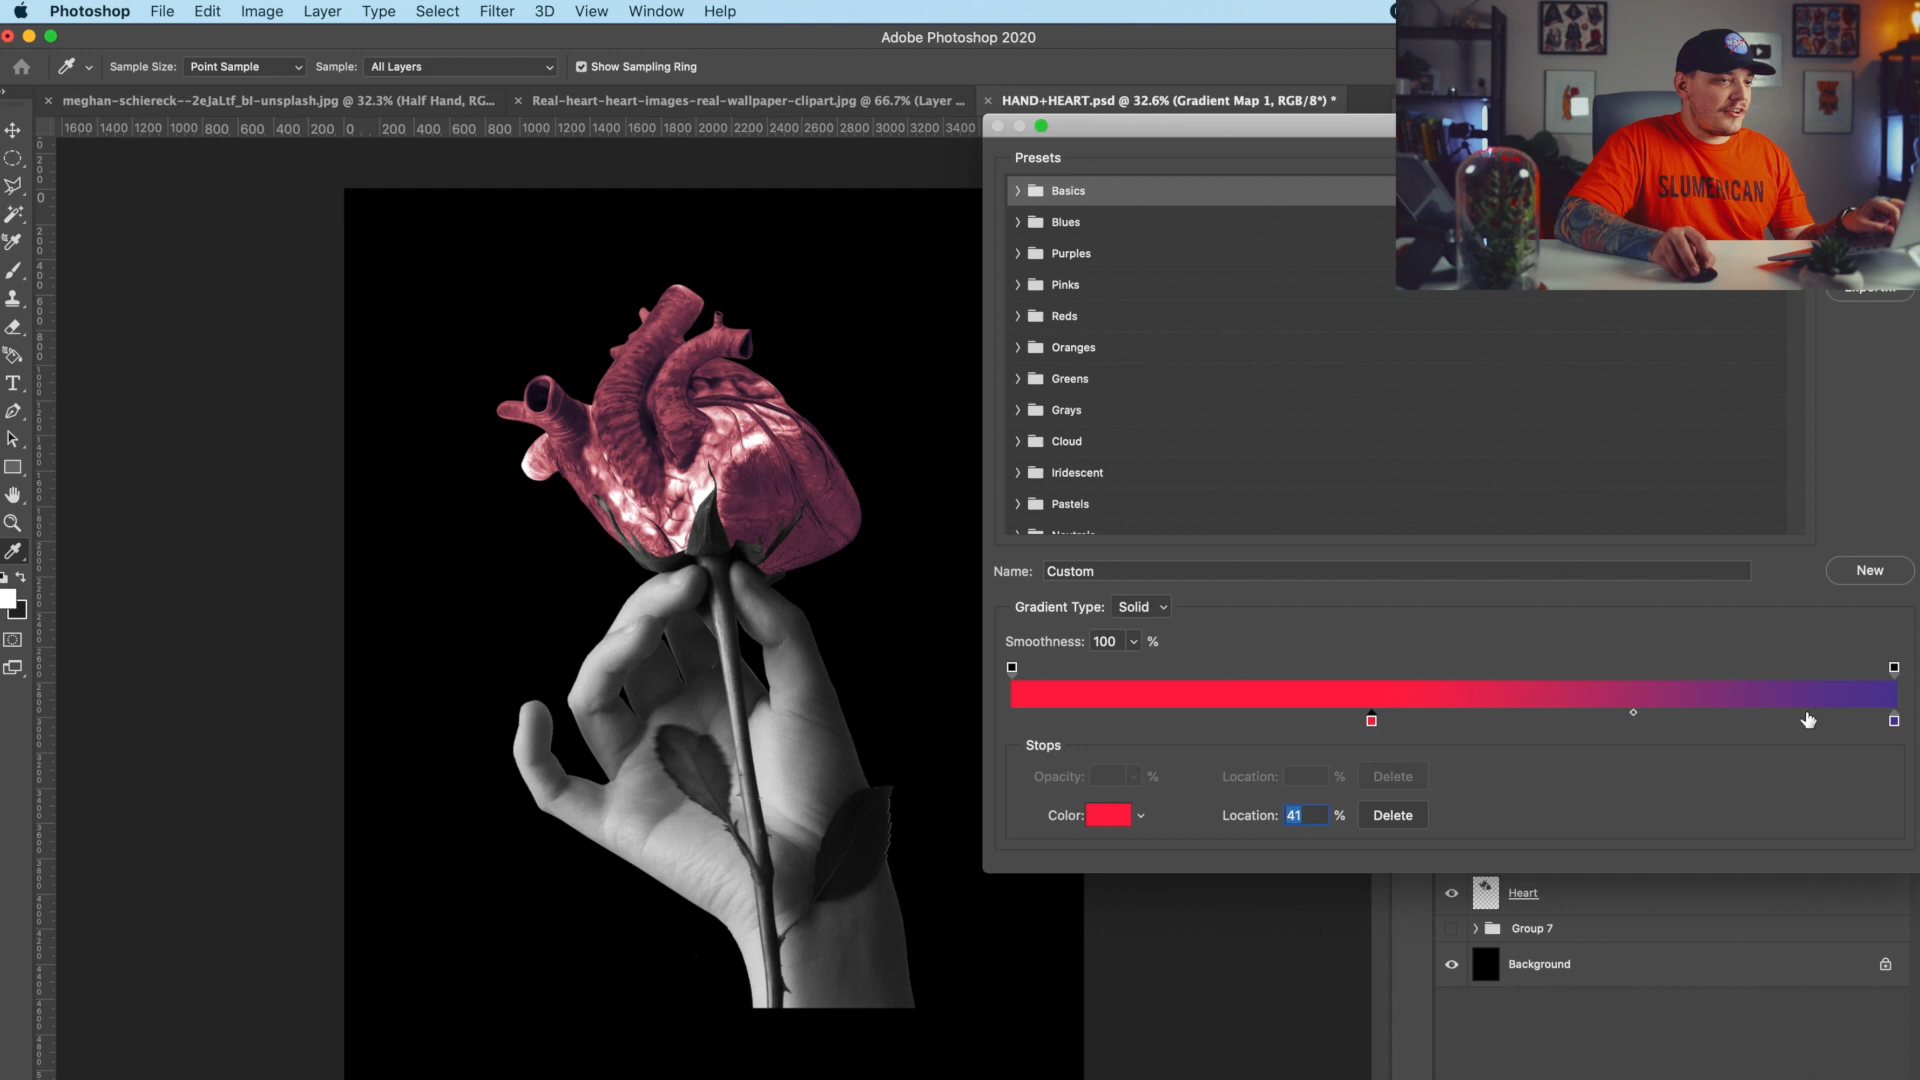 Photoshop File Edit Image Layer Type Select Filter 3D View Window Help
Adobe Photoshop 2020
Sample Size: Point Sample Sample: All Layers Show Sampling Ring
meghan-schiereck--2eJaLtf_bI-unsplash.jpg @ 32.3% (Half Hand, RG... Real-heart-heart-images-real-wallpaper-clipart.jpg @ 66.7% (Layer ... HAND+HEART.psd @ 32.6% (Gradient Map 1, RGB/8*) *
1600 1400 1200 1000 800 600 400 200 0 200 400 600 800 1000 1200 1400 1600 1800 2000 2200 2400 2600 2800 3000 3200 3400
Presets
Basics
Blues
Purples
Pinks
Reds
Oranges
Greens
Grays
Cloud
Iridescent
Pastels
SLUMERICAN
Name: Custom
New
Gradient Type: Solid
Smoothness: 100 %
Stops
Opacity: % Location: % Delete
Color: Location: 41 % Delete
Heart
Group 7
Background